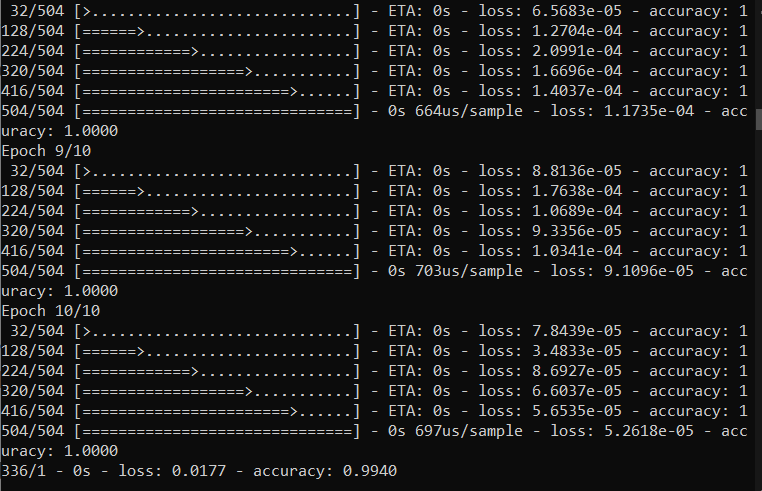 32/504 [>.............................] - ETA: 0s - loss: 6.5683e-05 - accuracy: 1
128/504 [======>.......................] - ETA: 0s - loss: 1.2704e-04 - accuracy: 1
224/504 [============>.................] - ETA: 0s - loss: 2.0991e-04 - accuracy: 1
320/504 [==================>...........] - ETA: 0s - loss: 1.6696e-04 - accuracy: 1
416/504 [=======================>......] - ETA: 0s - loss: 1.4037e-04 - accuracy: 1
504/504 [==============================] - 0s 664us/sample - loss: 1.1735e-04 - acc
uracy: 1.0000
Epoch 9/10
 32/504 [>.............................] - ETA: 0s - loss: 8.8136e-05 - accuracy: 1
128/504 [======>.......................] - ETA: 0s - loss: 1.7638e-04 - accuracy: 1
224/504 [============>.................] - ETA: 0s - loss: 1.0689e-04 - accuracy: 1
320/504 [==================>...........] - ETA: 0s - loss: 9.3356e-05 - accuracy: 1
416/504 [=======================>......] - ETA: 0s - loss: 1.0341e-04 - accuracy: 1
504/504 [==============================] - 0s 703us/sample - loss: 9.1096e-05 - acc
uracy: 1.0000
Epoch 10/10
 32/504 [>.............................] - ETA: 0s - loss: 7.8439e-05 - accuracy: 1
128/504 [======>.......................] - ETA: 0s - loss: 3.4833e-05 - accuracy: 1
224/504 [============>.................] - ETA: 0s - loss: 8.6927e-05 - accuracy: 1
320/504 [==================>...........] - ETA: 0s - loss: 6.6037e-05 - accuracy: 1
416/504 [=======================>......] - ETA: 0s - loss: 5.6535e-05 - accuracy: 1
504/504 [==============================] - 0s 697us/sample - loss: 5.2618e-05 - acc
uracy: 1.0000
336/1 - 0s - loss: 0.0177 - accuracy: 0.9940